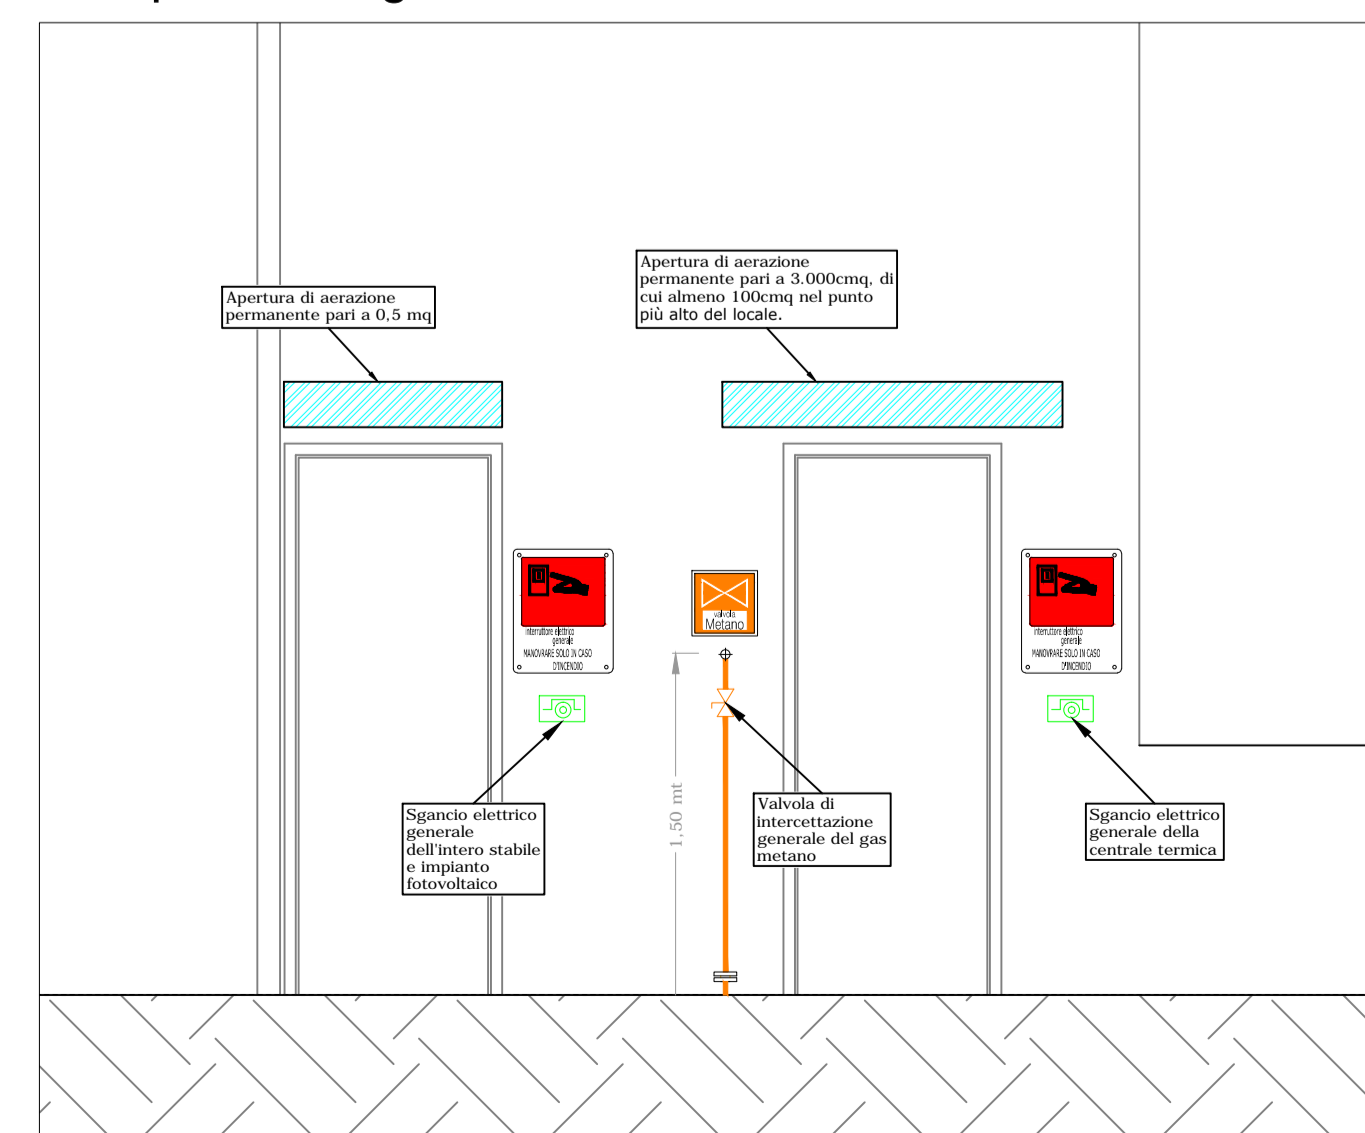 Apertura di aerazione
permanente pari a 3.000cmq, di
cui almeno 100cmq nel punto
più alto del locale.
Apertura di aerazione
permanente pari a 0,5 mq
interruttore elettrico
generale
MANOVRARE SOLO IN CASO
D'INCENDIO
valvola
Metano
interruttore elettrico
generale
MANOVRARE SOLO IN CASO
D'INCENDIO
1,50 mt
Sgancio elettrico
generale
dell'intero stabile
e impianto
fotovoltaico
Valvola di
intercettazione
generale del gas
metano
Sgancio elettrico
generale della
centrale termica